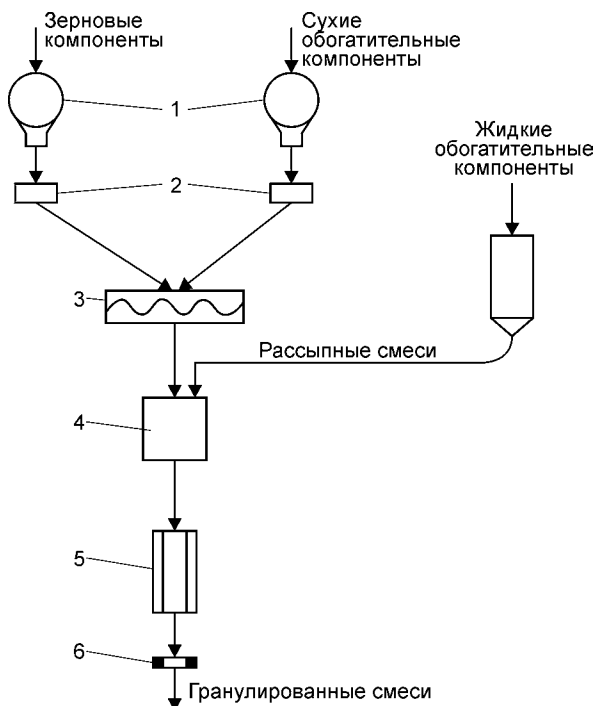 Зерновые
компоненты
Сухие
обогатительные
компоненты
1
Жидкие
обогатительные
компоненты
2
3
Рассыпные смеси
4
5
6
Гранулированные смеси